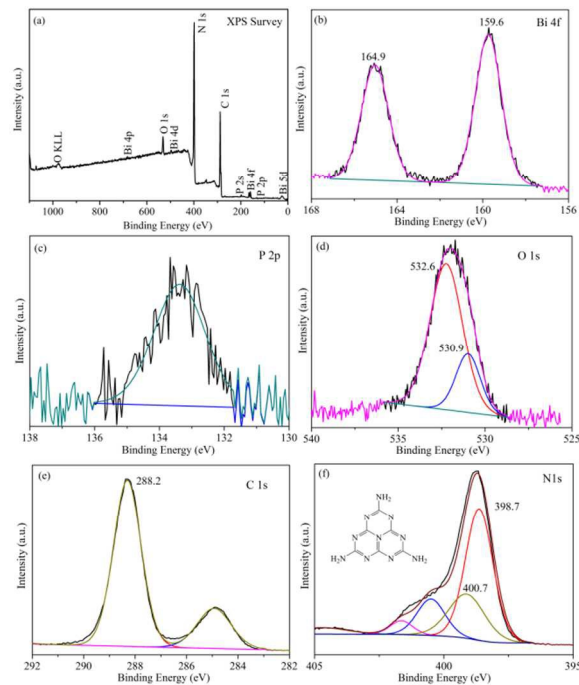 (a) XPS Survey
N 1s
C 1s
O KLL
Bi 4p
O 1s
Bi 4d
P 2s
Bi 4f
P 2p
Bi 5d
Intensity (a.u.)
1000 800 600 400 200 0
Binding Energy (eV)
(b) 159.6 Bi 4f
164.9
Intensity (a.u.)
168 164 160 156
Binding Energy (eV)
(c) P 2p
Intensity (a.u.)
138 136 134 132 130
Binding Energy (eV)
(d) O 1s
532.6
530.9
Intensity (a.u.)
540 535 530 525
Binding Energy (eV)
(e) 288.2 C 1s
Intensity (a.u.)
292 290 288 286 284 282
Binding Energy (eV)
(f) N1s
NH2
N N
N N N
H2N N N NH2
398.7
400.7
Intensity (a.u.)
405 400 395
Binding Energy (eV)